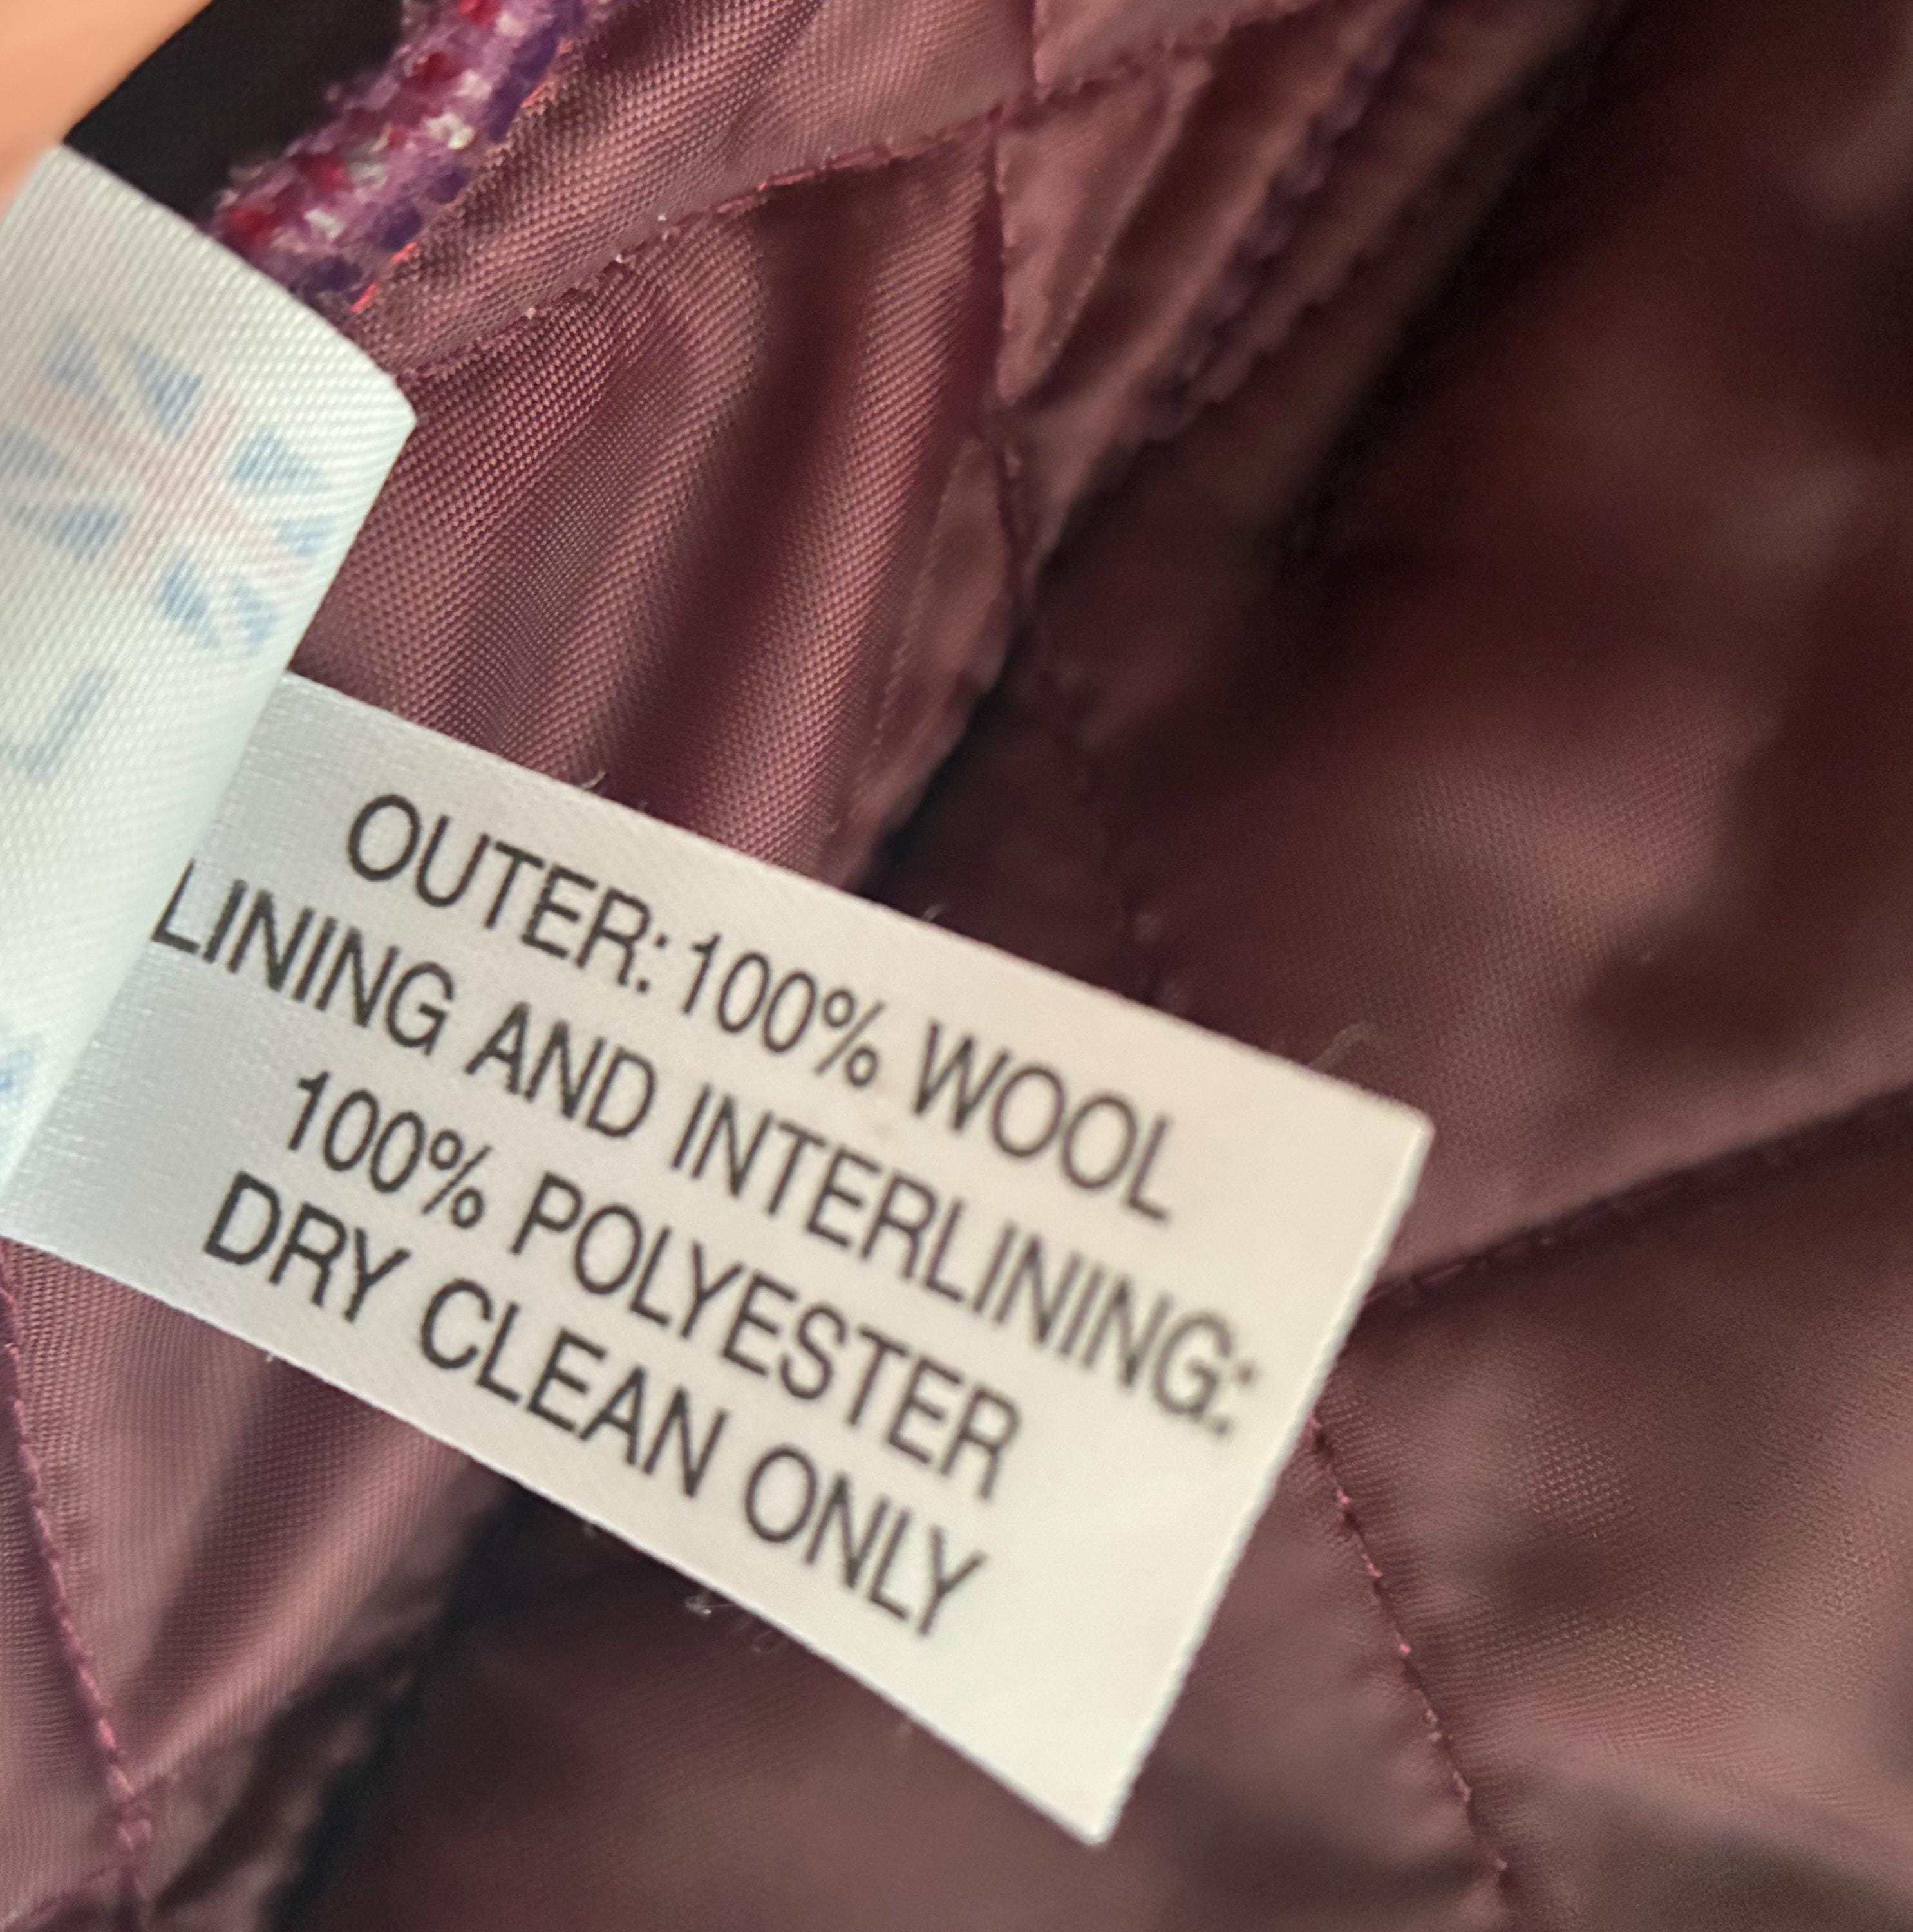 OUTER: 100% WOOL
LINING AND INTERLINING:
100% POLYESTER
DRY CLEAN ONLY